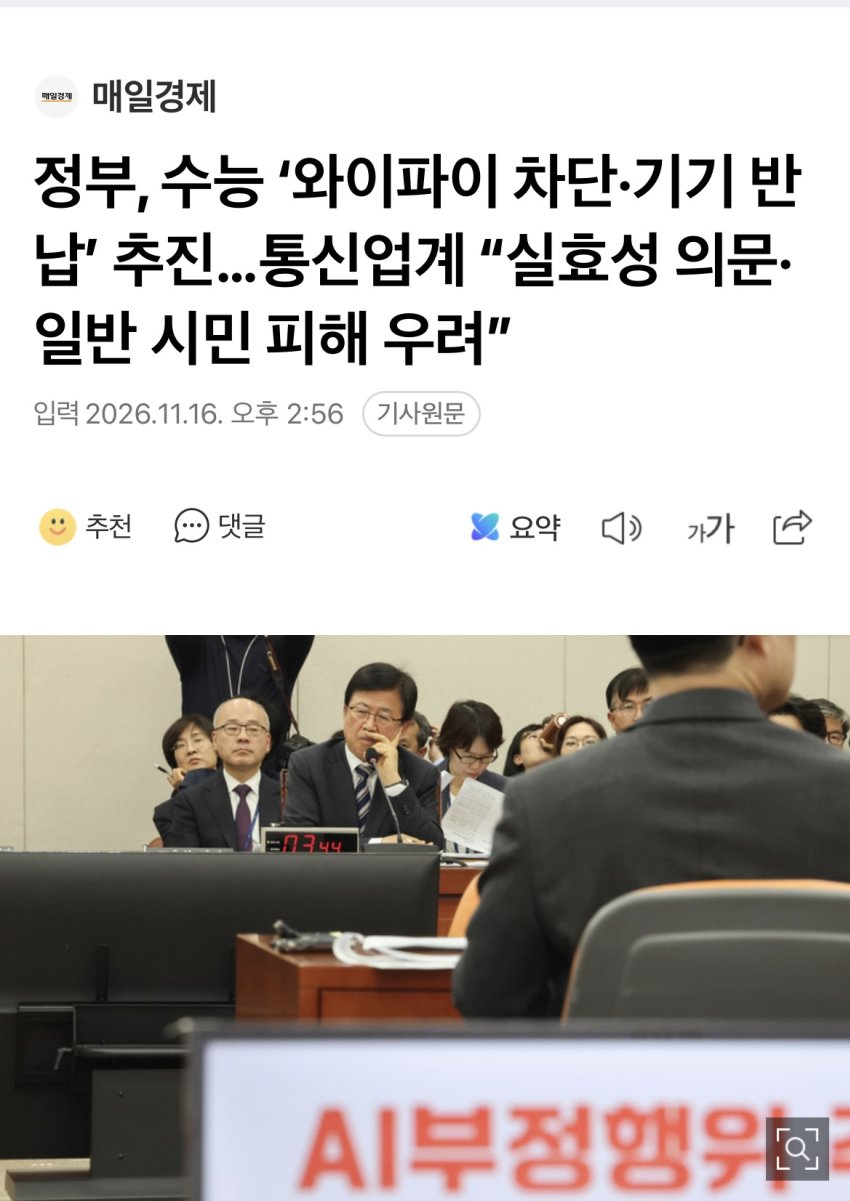 매일경제
매일경제
정부, 수능 ‘와이파이 차단·기기 반
납’ 추진…통신업계 “실효성 의문·
일반 시민 피해 우려”
입력 2026.11.16. 오후 2:56 기사원문
추천 댓글 요약 가가
03 44
AI부정행위